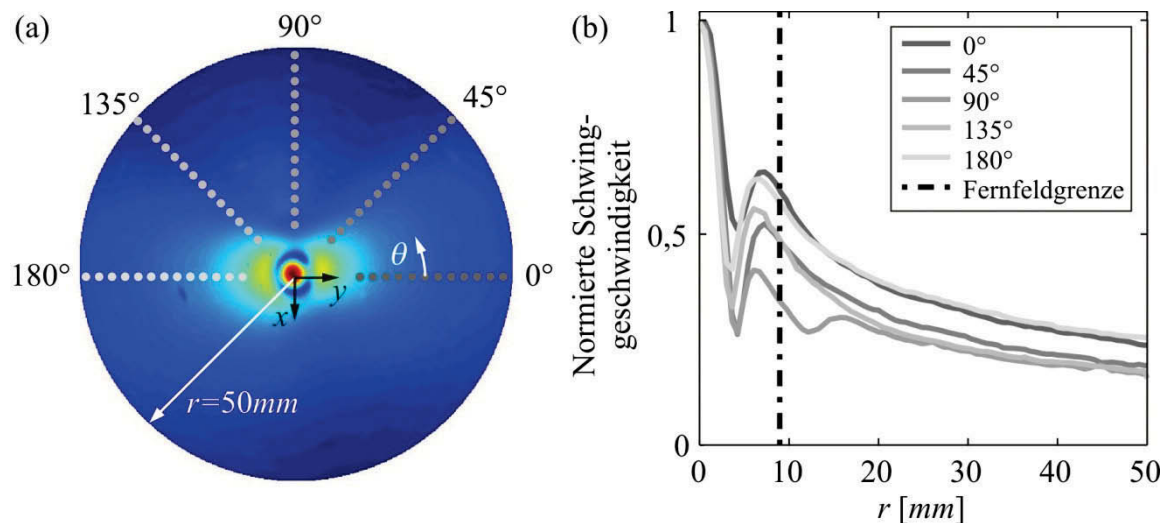 (a)
90°
135°
45°
180°
0°
θ
y
x
r=50mm
(b)
Normierte Schwing-
geschwindigkeit
1
0,5
0
0
10
20
30
40
50
r [mm]
0°
45°
90°
135°
180°
Fernfeldgrenze